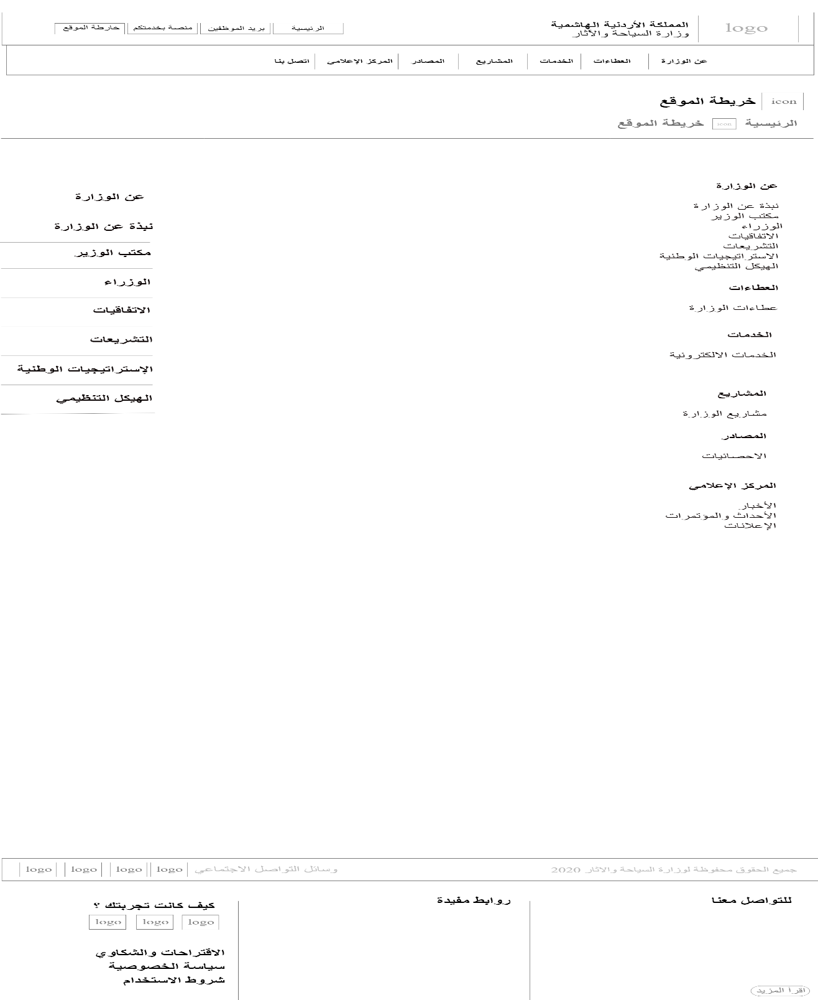 logo
المملكة الأردنية الهاشمية
وزارة السياحة والآثار
الرئيسية
بريد الموظفين
منصة بخدمتكم
خارطة الموقع
عن الوزارة
العطاءات
الخدمات
المشاريع
المصادر
المركز الإعلامي
اتصل بنا
icon
خريطة الموقع
الرئيسية icon خريطة الموقع
عن الوزارة
نبذة عن الوزارة
مكتب الوزير
الوزراء
الاتفاقيات
التشريعات
الاستراتيجيات الوطنية
الهيكل التنظيمي
العطاءات
عطاءات الوزارة
الخدمات
الخدمات الالكترونية
المشاريع
مشاريع الوزارة
المصادر
الاحصائيات
المركز الإعلامي
الأخبار
الأحداث والمؤتمرات
الإعلانات
عن الوزارة
نبذة عن الوزارة
مكتب الوزير
الوزراء
الاتفاقيات
التشريعات
الإستراتيجيات الوطنية
الهيكل التنظيمي
جميع الحقوق محفوظة لوزارة السياحة والاثار 2020
وسائل التواصل الاجتماعي
logo
logo
logo
logo
للتواصل معنا
اقرأ المزيد
روابط مفيدة
كيف كانت تجربتك ؟
logo
logo
logo
الاقتراحات والشكاوي
سياسة الخصوصية
شروط الاستخدام